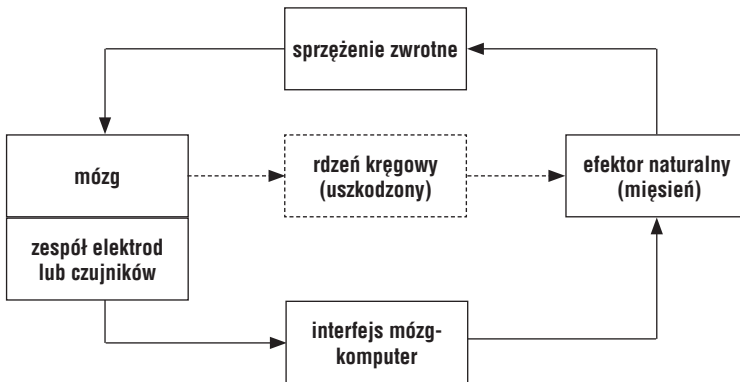 sprzężenie zwrotne
mózg
rdzeń kręgowy
(uszkodzony)
efektor naturalny
(mięsień)
zespół elektrod
lub czujników
interfejs mózg-
komputer